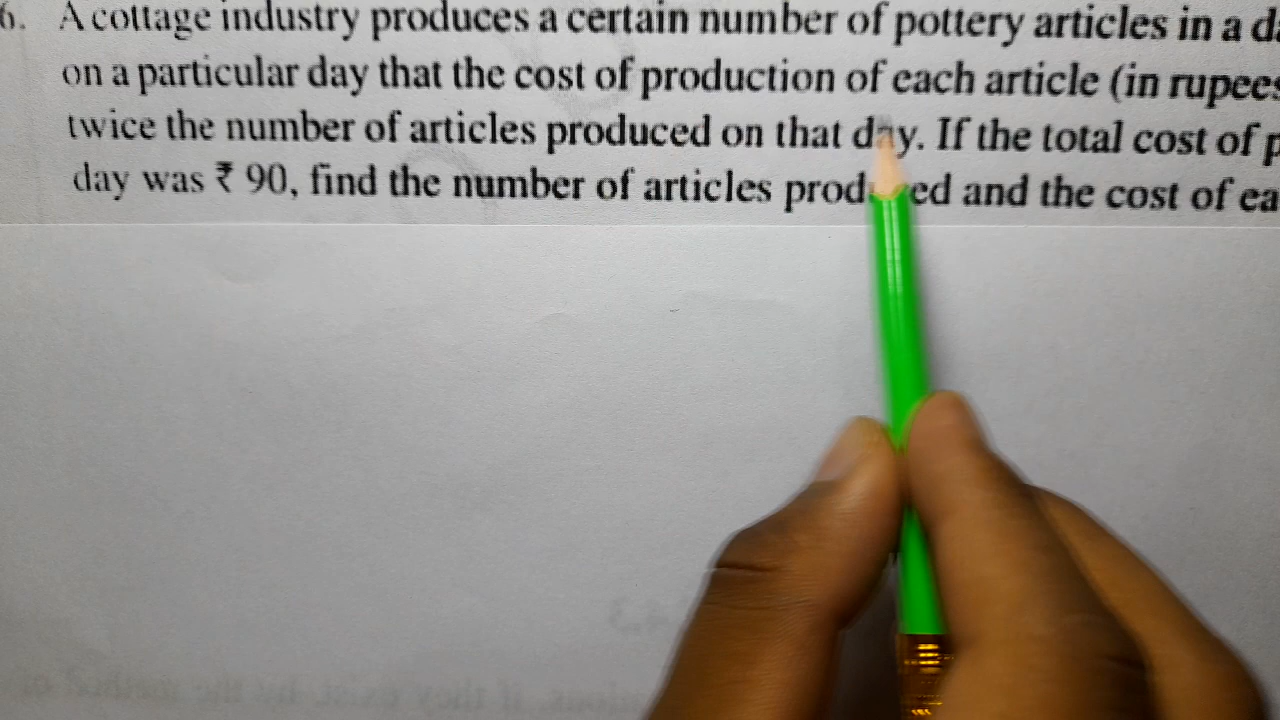 6. A cottage industry produces a certain number of pottery articles in a
on a particular day that the cost of production of each article (in rupees
twice the number of articles produced on that day. If the total cost of
day was ₹ 90, find the number of articles produced and the cost of